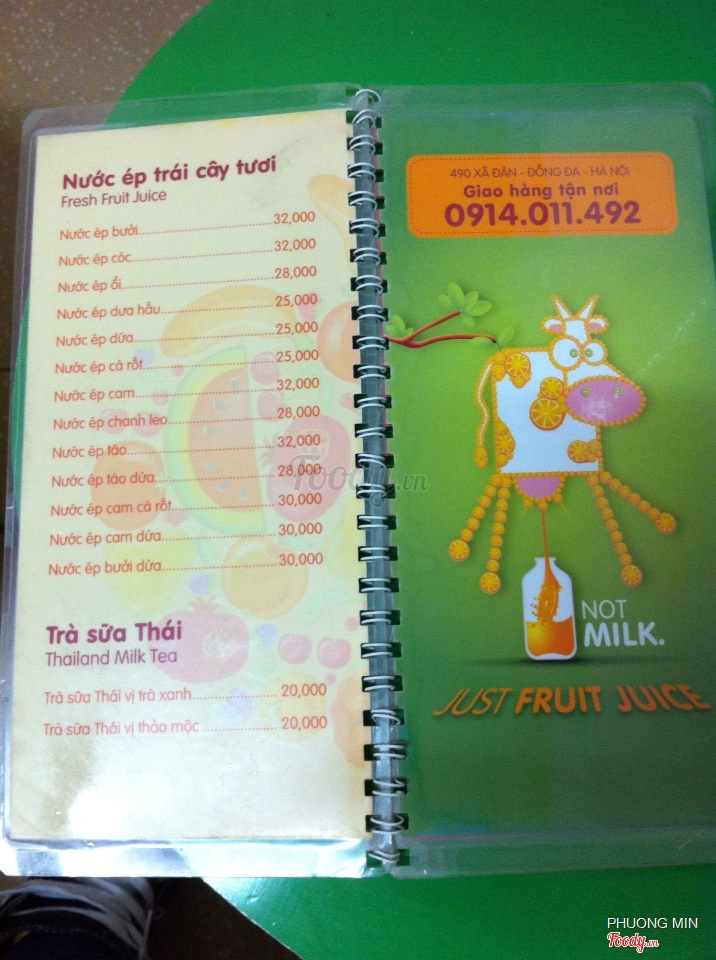 Nước ép trái cây tươi
Fresh Fruit Juice
Nước ép bưởi 32,000
Nước ép cóc 32,000
Nước ép ổi 28,000
Nước ép dưa hấu 25,000
Nước ép dứa 25,000
Nước ép cà rốt 25,000
Nước ép cam 32,000
Nước ép chanh leo 28,000
Nước ép táo 32,000
Nước ép táo dứa 28,000
Nước ép cam cà rốt 30,000
Nước ép cam dứa 30,000
Nước ép bưởi dứa 30,000
Trà sữa Thái
Thailand Milk Tea
Trà sữa Thái vị trà xanh 20,000
Trà sữa Thái vị thảo mộc 20,000
490 XÃ ĐÀN - ĐỐNG ĐA - HÀ NỘI
Giao hàng tận nơi
0914.011.492
NOT
MILK.
JUST FRUIT JUICE
Foody.vn
PHUONG MIN
Foody.vn